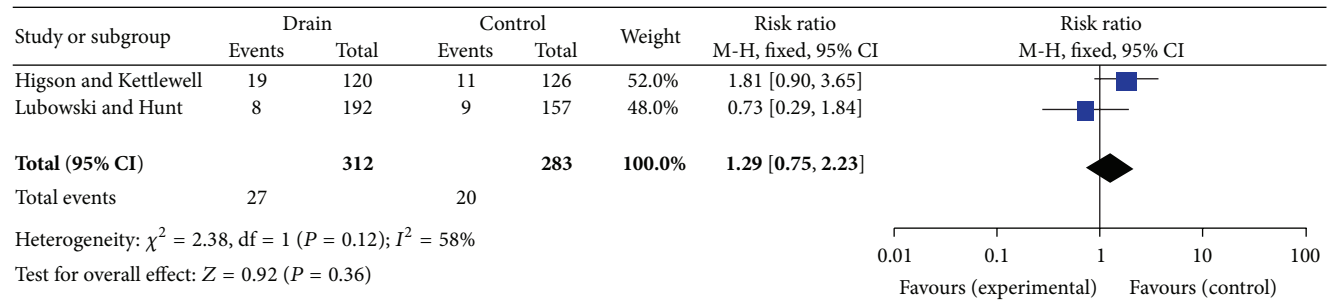 Study or subgroup Drain Control Weight Risk ratio Risk ratio
Events Total Events Total M-H, fixed, 95% CI M-H, fixed, 95% CI
Higson and Kettlewell 19 120 11 126 52.0% 1.81 [0.90, 3.65]
Lubowski and Hunt 8 192 9 157 48.0% 0.73 [0.29, 1.84]
Total (95% CI) 312 283 100.0% 1.29 [0.75, 2.23]
Total events 27 20
Heterogeneity: χ² = 2.38, df = 1 (P = 0.12); I² = 58%
Test for overall effect: Z = 0.92 (P = 0.36)
0.01 0.1 1 10 100
Favours (experimental) Favours (control)